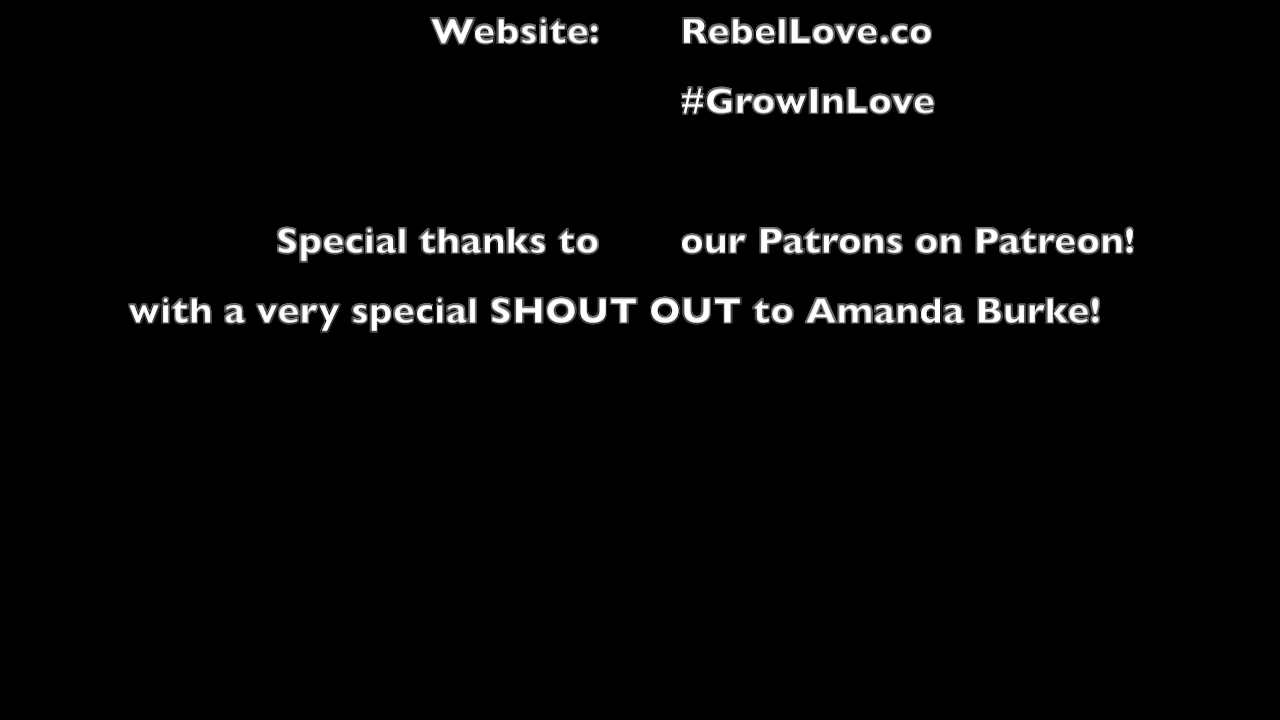 Website: RebelLove.co
#GrowInLove
Special thanks to our Patrons on Patreon!
with a very special SHOUT OUT to Amanda Burke!